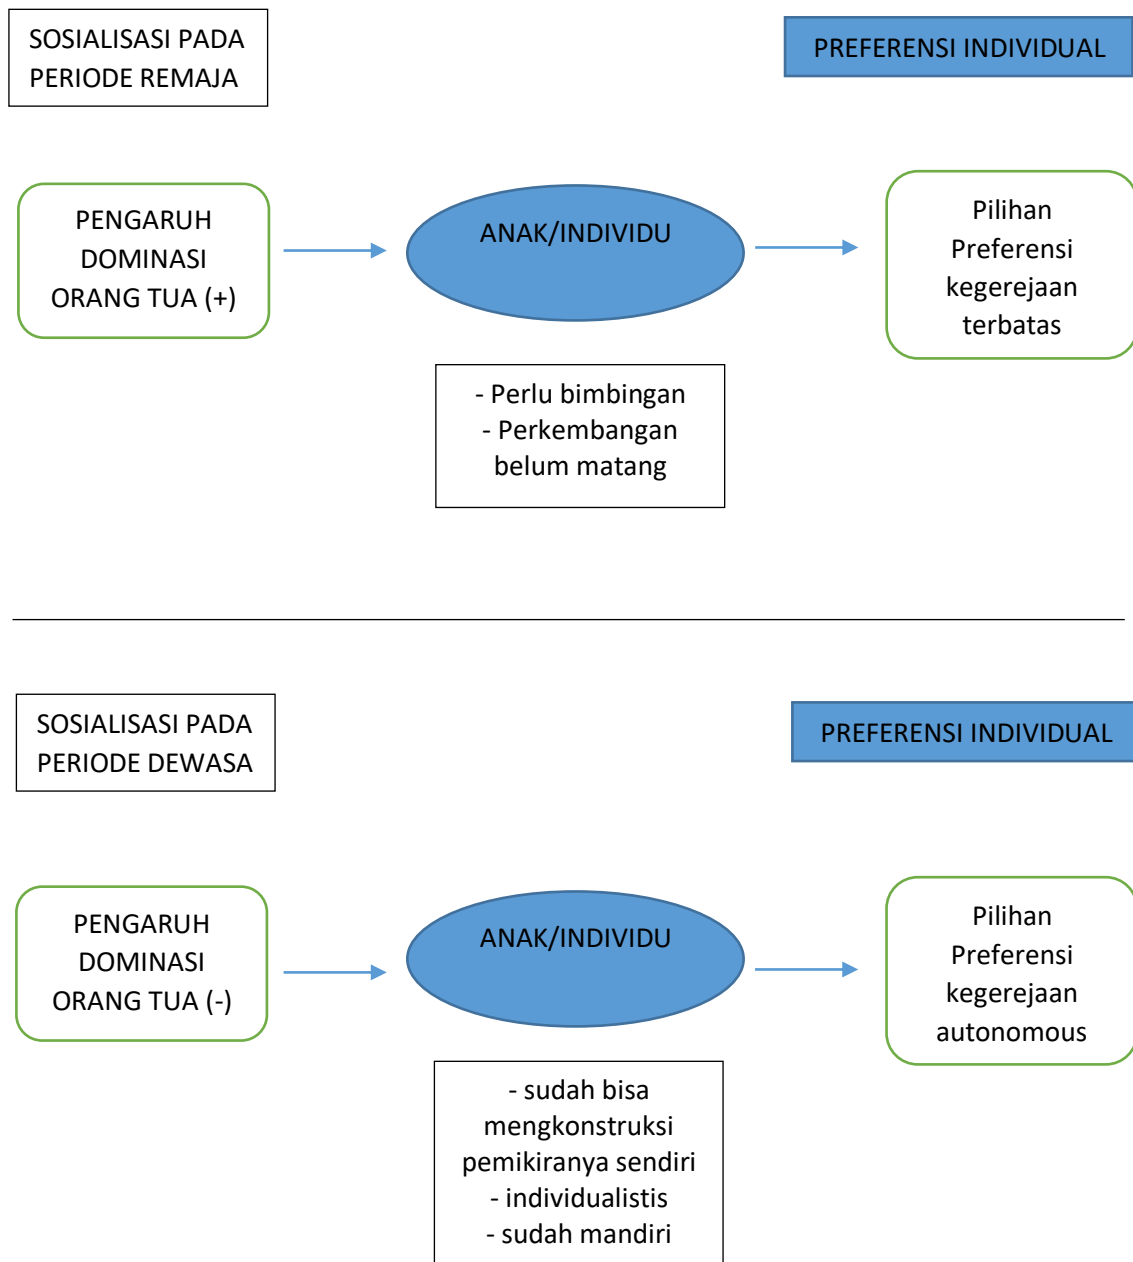 SOSIALISASI PADA
PERIODE REMAJA
PREFERENSI INDIVIDUAL
PENGARUH
DOMINASI
ORANG TUA (+)
ANAK/INDIVIDU
Pilihan
Preferensi
kegerejaan
terbatas
- Perlu bimbingan
- Perkembangan
belum matang
SOSIALISASI PADA
PERIODE DEWASA
PREFERENSI INDIVIDUAL
PENGARUH
DOMINASI
ORANG TUA (-)
ANAK/INDIVIDU
Pilihan
Preferensi
kegerejaan
autonomous
- sudah bisa
mengkonstruksi
pemikiranya sendiri
- individualistis
- sudah mandiri